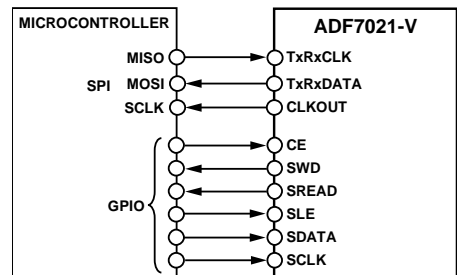 MICROCONTROLLER
ADF7021-V
MISO TxRxCLK
SPI MOSI TxRxDATA
SCLK CLKOUT
CE
SWD
SREAD
GPIO
SLE
SDATA
SCLK